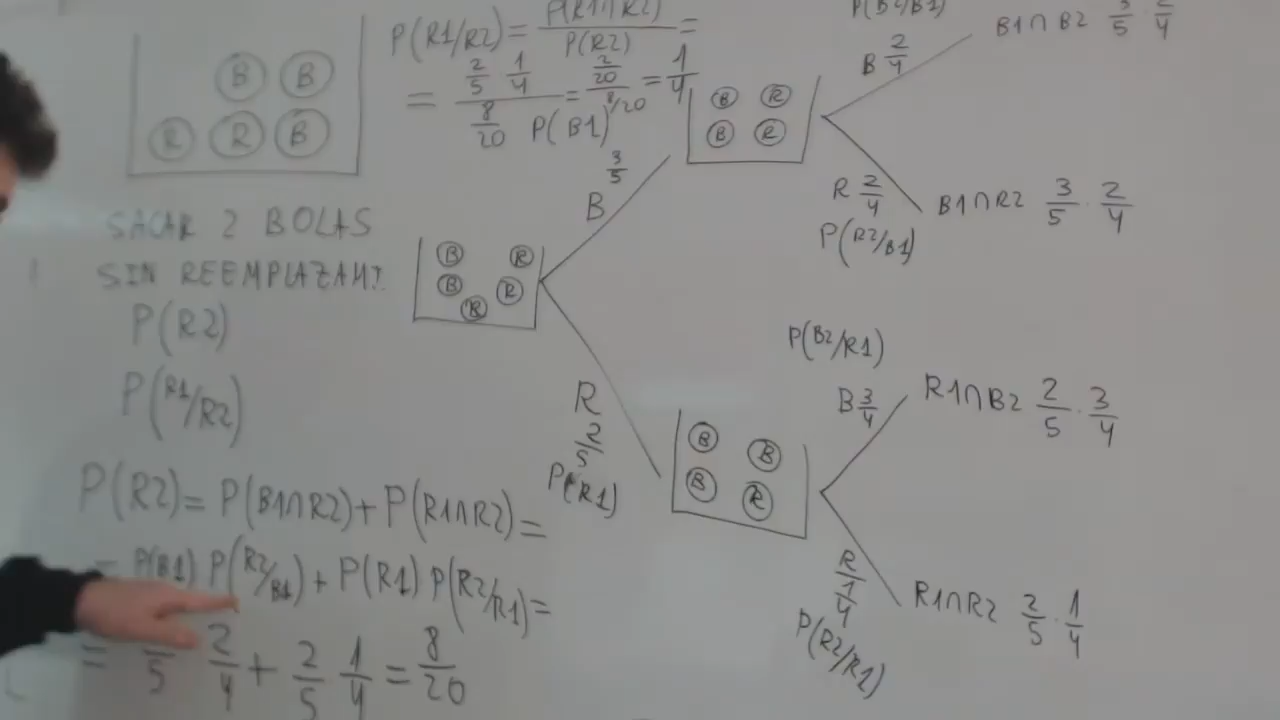 B B
R R B
SACAR 2 BOLAS
SIN REEMPLAZAMI.
P(R2)
P(R1/R2)
P(R2) = P(B1∩R2) + P(R1∩R2) =
= P(B1) P(R2/B1) + P(R1) P(R2/R1) =
= /5 2/4 + 2/5 1/4 = 8/20
P(R1/R2) = P(R1∩R2)/P(R2) =
= (2/5 1/4)/(8/20) = (2/20)/(8/20) = 1/4
P(B1)
3/5
B
B R
B R
B
R
2/5
P(R1)
B R
B R
P(B2/B1)
B 2/4
B1∩B2 3/5 · 2/4
R 2/4
P(R2/B1)
B1∩R2 3/5 · 2/4
B B
B R
P(B2/R1)
B 3/4
R1∩B2 2/5 · 3/4
R 1/4
P(R2/R1)
R1∩R2 2/5 · 1/4